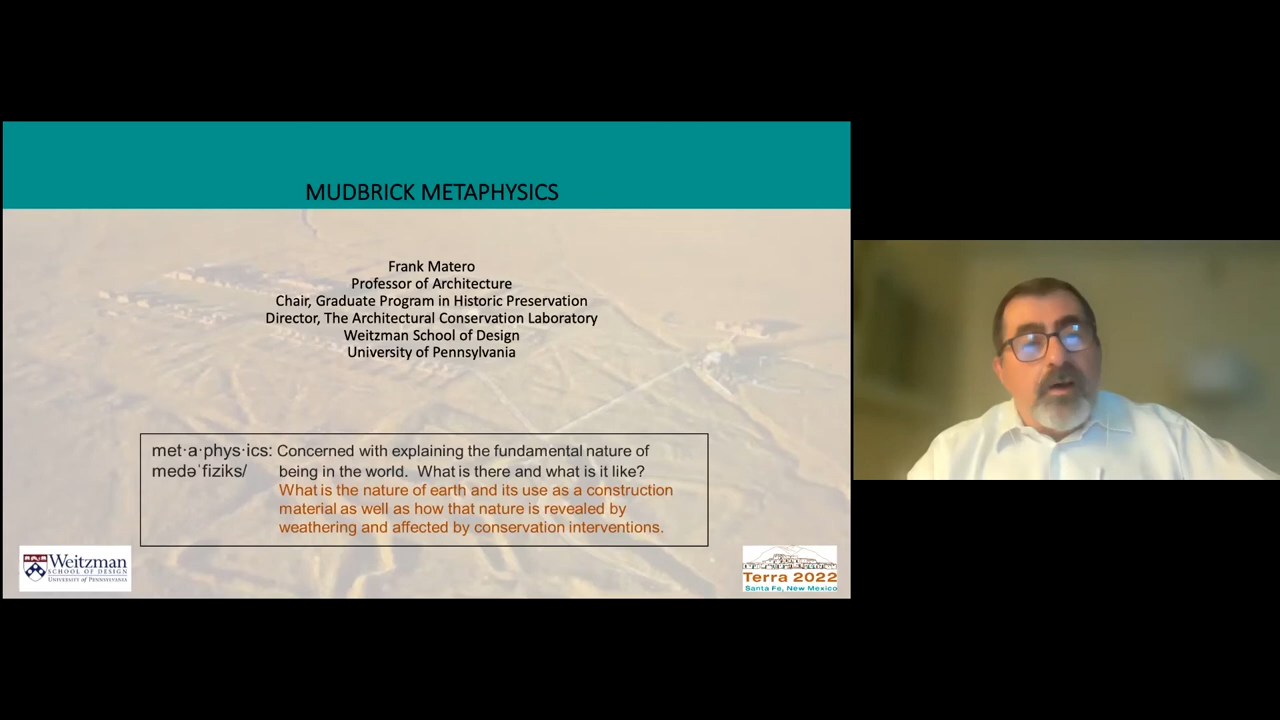 MUDBRICK METAPHYSICS
Frank Matero
Professor of Architecture
Chair, Graduate Program in Historic Preservation
Director, The Architectural Conservation Laboratory
Weitzman School of Design
University of Pennsylvania
met·a·phys·ics: Concerned with explaining the fundamental nature of
medəˈfiziks/ being in the world. What is there and what is it like?
What is the nature of earth and its use as a construction
material as well as how that nature is revealed by
weathering and affected by conservation interventions.
Weitzman
SCHOOL OF DESIGN
UNIVERSITY of PENNSYLVANIA
Terra 2022
Santa Fe, New Mexico